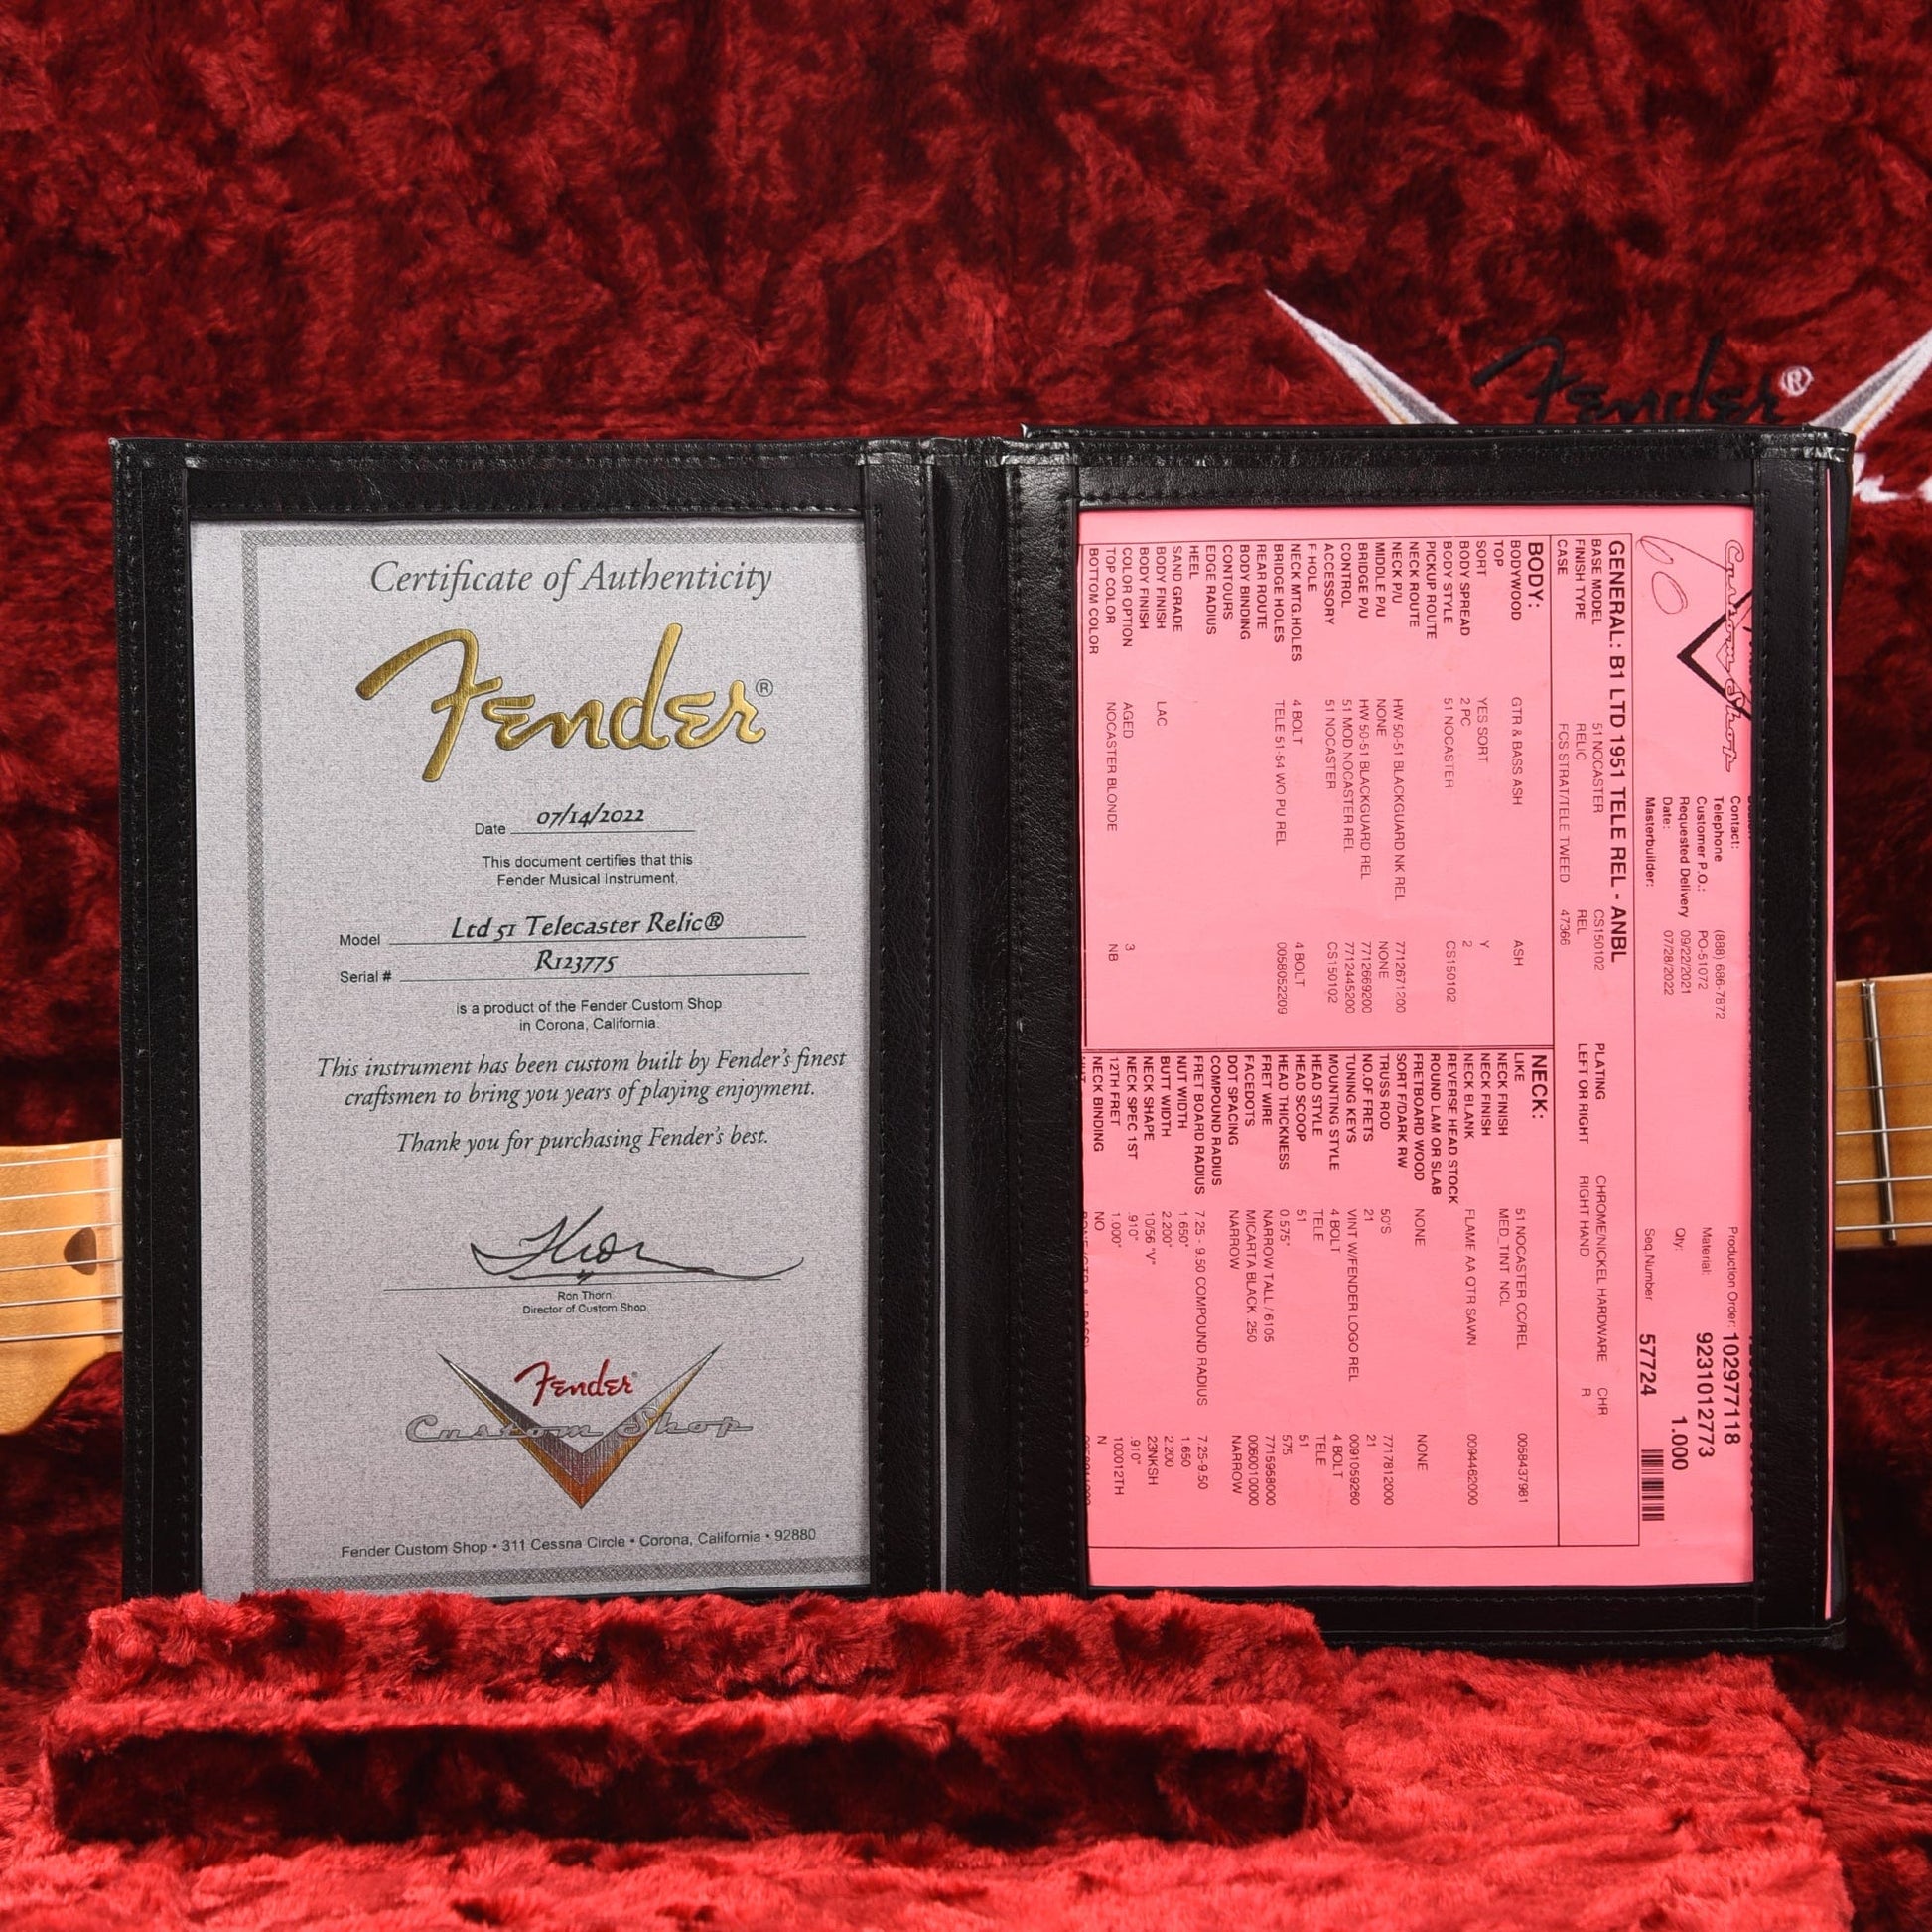 Fender®
Certificate of Authenticity
Fender®
Date 07/14/2022
This document certifies that this
Fender Musical Instrument,
Model Ltd 51 Telecaster Relic®
Serial # R123775
is a product of the Fender Custom Shop
in Corona, California.
This instrument has been custom built by Fender's finest
craftsmen to bring you years of playing enjoyment.
Thank you for purchasing Fender's best.
Ron Thorn
Director of Custom Shop
Fender
Custom Shop
Fender Custom Shop • 311 Cessna Circle • Corona, California • 92880
Custom Shop
Contact:
Telephone (888) 686-7872
Customer P.O.: PO-51072
Requested Delivery 09/22/2021
Date: 07/28/2022
Masterbuilder:
Production Order: 102977118
Material: 9231012773
Qty: 1.000
Seq.Number 57724
GENERAL: B1 LTD 1951 TELE REL - ANBL
BASE MODEL 51 NOCASTER CS150102 PLATING CHROME/NICKEL HARDWARE CHR
FINISH TYPE RELIC REL LEFT OR RIGHT RIGHT HAND R
CASE FCS STRAT/TELE TWEED 47366
BODY:
BODYWOOD GTR & BASS ASH ASH
TOP
SORT YES SORT Y
BODY SPREAD 2 PC 2
BODY STYLE 51 NOCASTER CS150102
PICKUP ROUTE
NECK ROUTE
NECK P/U HW 50-51 BLACKGUARD NK REL 7712671200
MIDDLE P/U NONE NONE
BRIDGE P/U HW 50-51 BLACKGUARD REL 7712669200
CONTROL 51 MOD NOCASTER REL 7712445200
ACCESSORY 51 NOCASTER CS150102
F-HOLE
NECK MTG.HOLES 4 BOLT 4 BOLT
BRIDGE HOLES TELE 51-54 WO PU REL 0058052209
REAR ROUTE
BODY BINDING
CONTOURS
EDGE RADIUS
HEEL
SAND GRADE
BODY FINISH LAC
BODY FINISH
COLOR OPTION AGED 3
TOP COLOR NOCASTER BLONDE NB
BOTTOM COLOR
NECK:
LIKE 51 NOCASTER CC/REL 0058437981
NECK FINISH MED_TINT NCL
NECK FINISH
NECK BLANK FLAME AA QTR SAWN 0094462000
REVERSE HEAD STOCK
ROUND LAM OR SLAB
FRETBOARD WOOD NONE NONE
SORT F/DARK RW
TRUSS ROD 50'S 7717812000
NO.OF FRETS 21 21
TUNING KEYS VINT W/FENDER LOGO REL 0091059260
MOUNTING STYLE 4 BOLT 4 BOLT
HEAD STYLE TELE TELE
HEAD SCOOP 51 51
HEAD THICKNESS 0.575" 575
FRET WIRE NARROW TALL / 6105 7715968000
FACEDOTS MICARTA BLACK .250 0060010000
DOT SPACING NARROW NARROW
COMPOUND RADIUS
FRET BOARD RADIUS 7.25 - 9.50 COMPOUND RADIUS 7.25-9.50
NUT WIDTH 1.650" 1.650
BUTT WIDTH 2.200" 2.200
NECK SHAPE 10/56 "V" 23NKSH
NECK SPEC 1ST .910" .910"
12TH FRET 1.000" 100012TH
NECK BINDING NO N